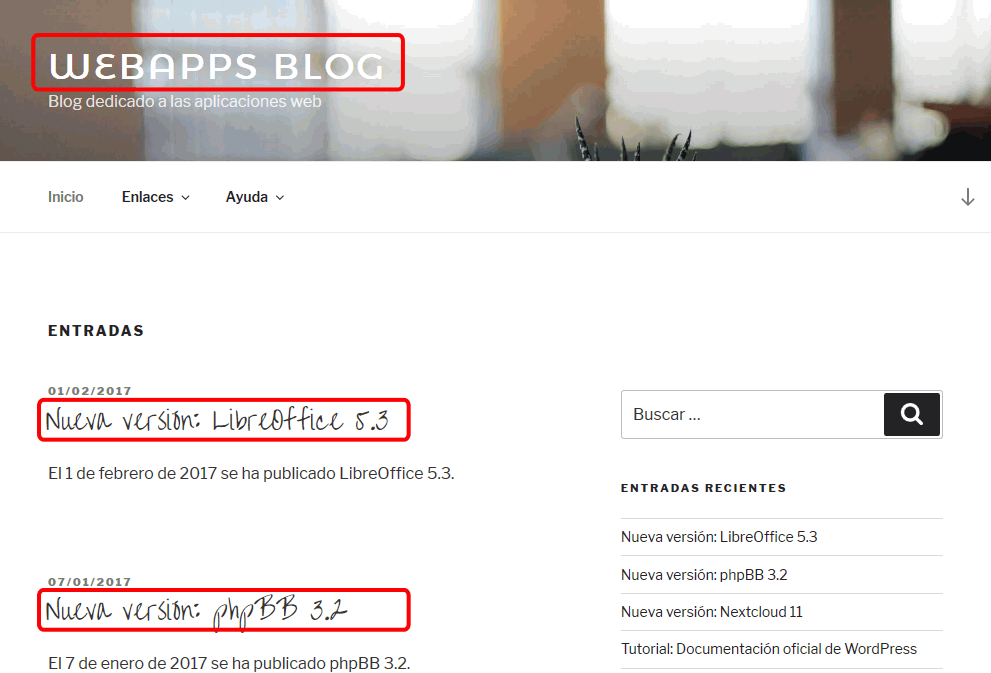 WEBAPPS BLOG
Blog dedicado a las aplicaciones web
Inicio Enlaces Ayuda
ENTRADAS
01/02/2017
Nueva versión: LibreOffice 5.3
El 1 de febrero de 2017 se ha publicado LibreOffice 5.3.
07/01/2017
Nueva versión: phpBB 3.2
El 7 de enero de 2017 se ha publicado phpBB 3.2.
Buscar ...
ENTRADAS RECIENTES
Nueva versión: LibreOffice 5.3
Nueva versión: phpBB 3.2
Nueva versión: Nextcloud 11
Tutorial: Documentación oficial de WordPress